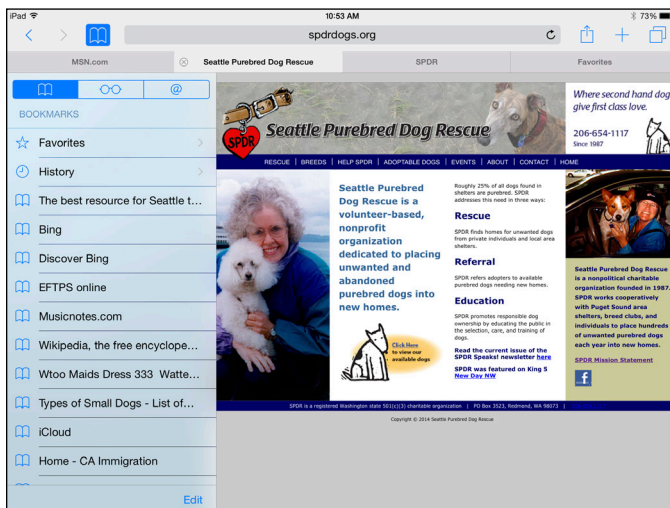 iPad
10:53 AM
73%
spdrdogs.org
MSN.com
Seattle Purebred Dog Rescue
SPDR
Favorites
@
BOOKMARKS
Favorites
History
The best resource for Seattle t...
Bing
Discover Bing
EFTPS online
Musicnotes.com
Wikipedia, the free encyclope...
Wtoo Maids Dress 333 Watte...
Types of Small Dogs - List of...
iCloud
Home - CA Immigration
Edit
SPDR
Seattle Purebred Dog Rescue
Where second hand dog
give first class love.
206-654-1117
Since 1987
RESCUE | BREEDS | HELP SPDR | ADOPTABLE DOGS | EVENTS | ABOUT | CONTACT | HOME
Seattle Purebred
Dog Rescue is a
volunteer-based,
nonprofit
organization
dedicated to placing
unwanted and
abandoned
purebred dogs into
new homes.
Click Here
to view our
available dogs
Roughly 25% of all dogs found in
shelters are purebred. SPDR
addresses this need in three ways:
Rescue
SPDR finds homes for unwanted dogs
from private individuals and local area
shelters.
Referral
SPDR refers adopters to available
purebred dogs needing new homes.
Education
SPDR promotes responsible dog
ownership by educating the public in
the selection, care, and training of
dogs.
Read the current issue of the
SPDR Speaks! newsletter here
SPDR was featured on King 5
New Day NW
Seattle Purebred Dog Rescue
is a nonpolitical charitable
organization founded in 1987.
SPDR works cooperatively
with Puget Sound area
shelters, breed clubs, and
individuals to place hundreds
of unwanted purebred dogs
each year into new homes.
SPDR Mission Statement
f
SPDR is a registered Washington state 501(c)(3) charitable organization | PO Box 3523, Redmond, WA 98073 |
Copyright © 2014 Seattle Purebred Dog Rescue